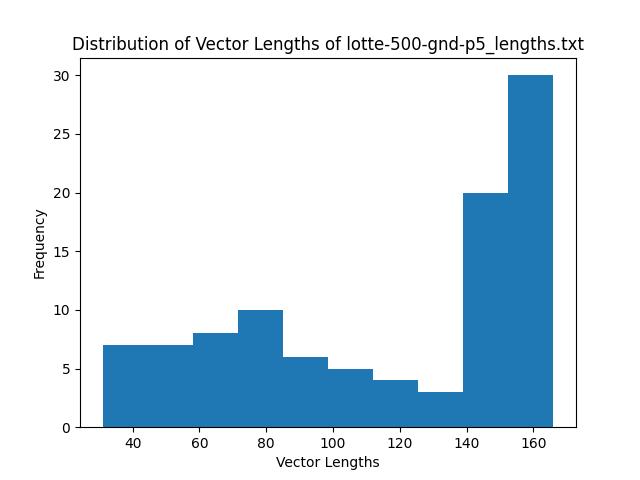 Distribution of Vector Lengths of lotte-500-gnd-p5_lengths.txt
30
25
20
15
10
5
0
Frequency
40 60 80 100 120 140 160
Vector Lengths